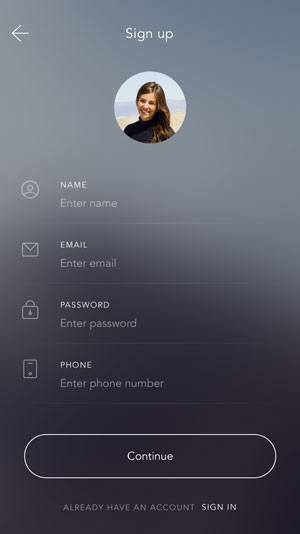 Sign up
NAME
Enter name
EMAIL
Enter email
PASSWORD
Enter password
PHONE
Enter phone number
Continue
ALREADY HAVE AN ACCOUNT SIGN IN